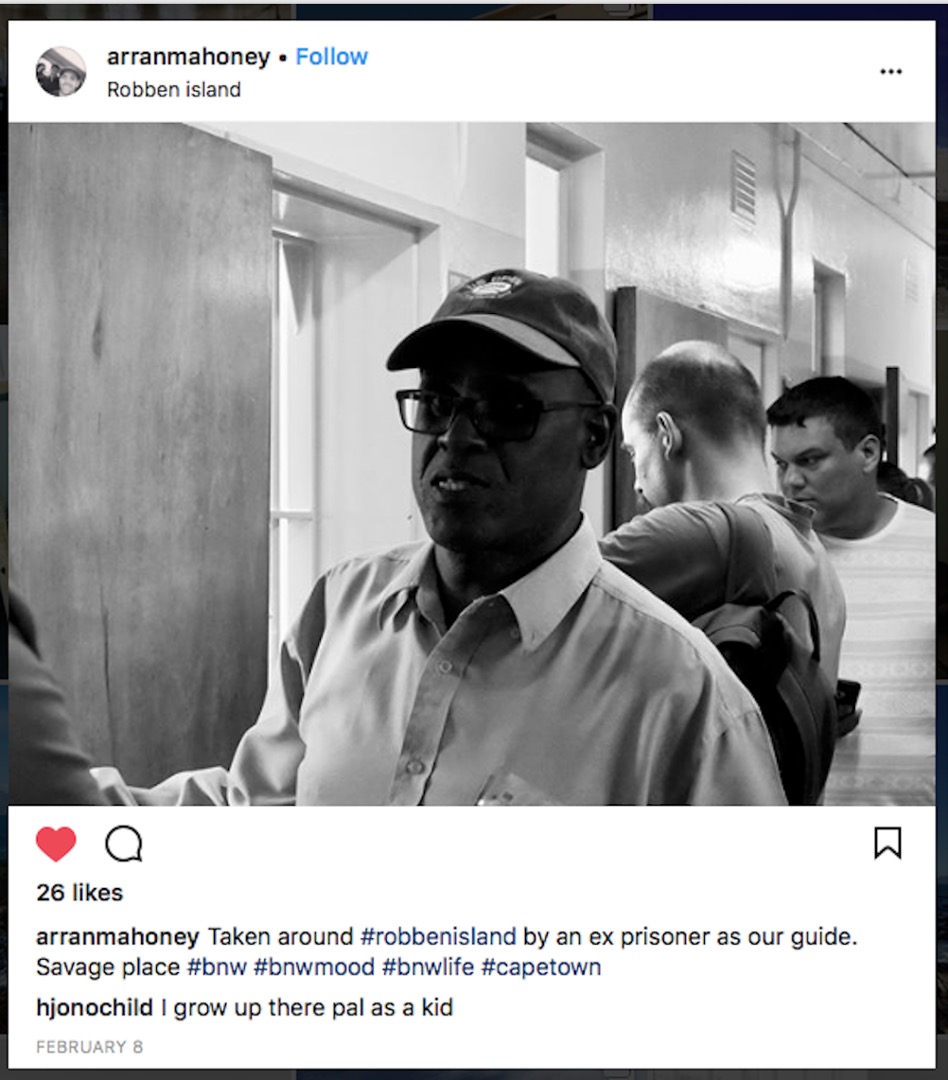 arranmahoney • Follow
Robben island
26 likes
arranmahoney Taken around #robbenisland by an ex prisoner as our guide.
Savage place #bnw #bnwmood #bnwlife #capetown
hjonochild I grow up there pal as a kid
FEBRUARY 8